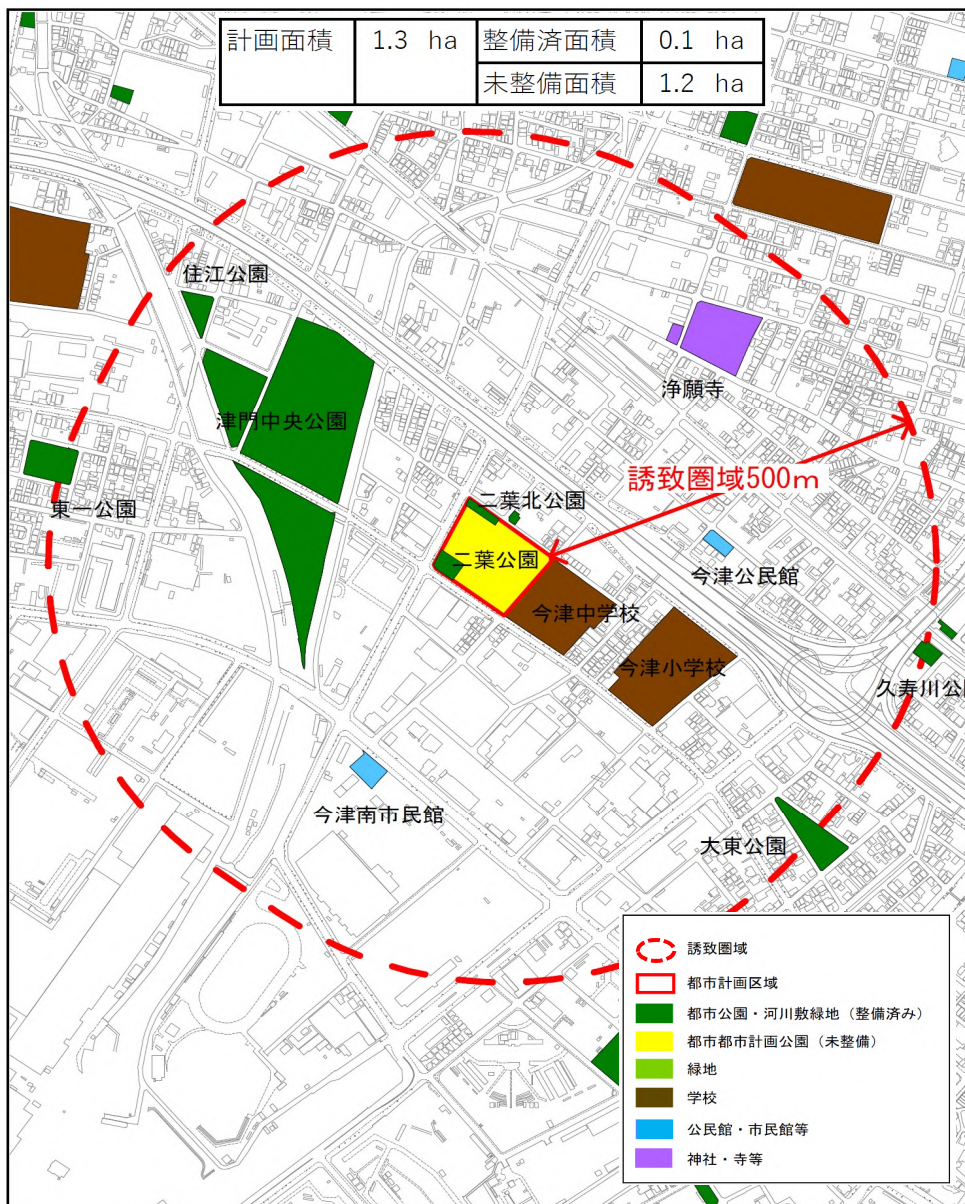 計画面積 1.3 ha 整備済面積 0.1 ha
未整備面積 1.2 ha
住江公園
津門中央公園
浄願寺
東一公園
誘致圏域500m
二葉北公園
二葉公園
今津公民館
今津中学校
今津小学校
久寿川公
今津南市民館
大東公園
誘致圏域
都市計画区域
都市公園・河川敷緑地（整備済み）
都市都市計画公園（未整備）
緑地
学校
公民館・市民館等
神社・寺等